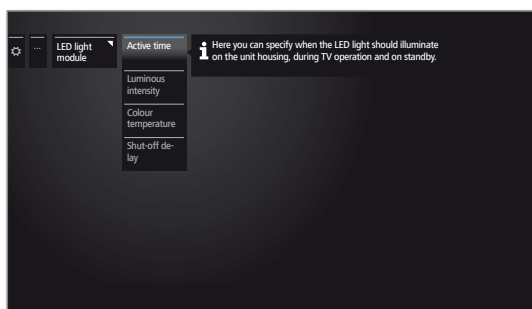 ...
LED light
module
Active time
Here you can specify when the LED light should illuminate
on the unit housing, during TV operation and on standby.
Luminous
intensity
Colour
temperature
Shut-off de-
lay